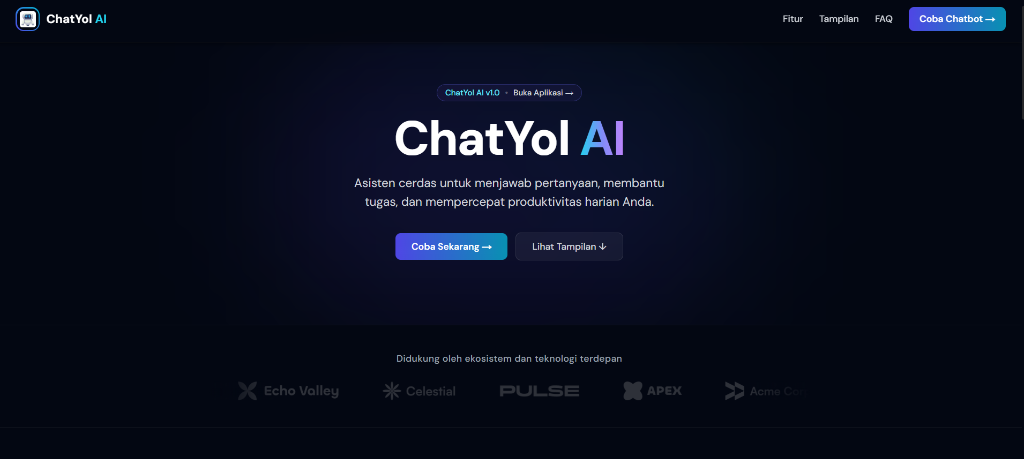 ChatYol AI
Fitur
Tampilan
FAQ
Coba Chatbot →
ChatYol AI v1.0 • Buka Aplikasi →
ChatYol AI
Asisten cerdas untuk menjawab pertanyaan, membantu
tugas, dan mempercepat produktivitas harian Anda.
Coba Sekarang →
Lihat Tampilan ↓
Didukung oleh ekosistem dan teknologi terdepan
Echo Valley
Celestial
PULSE
APEX
Acme Corp